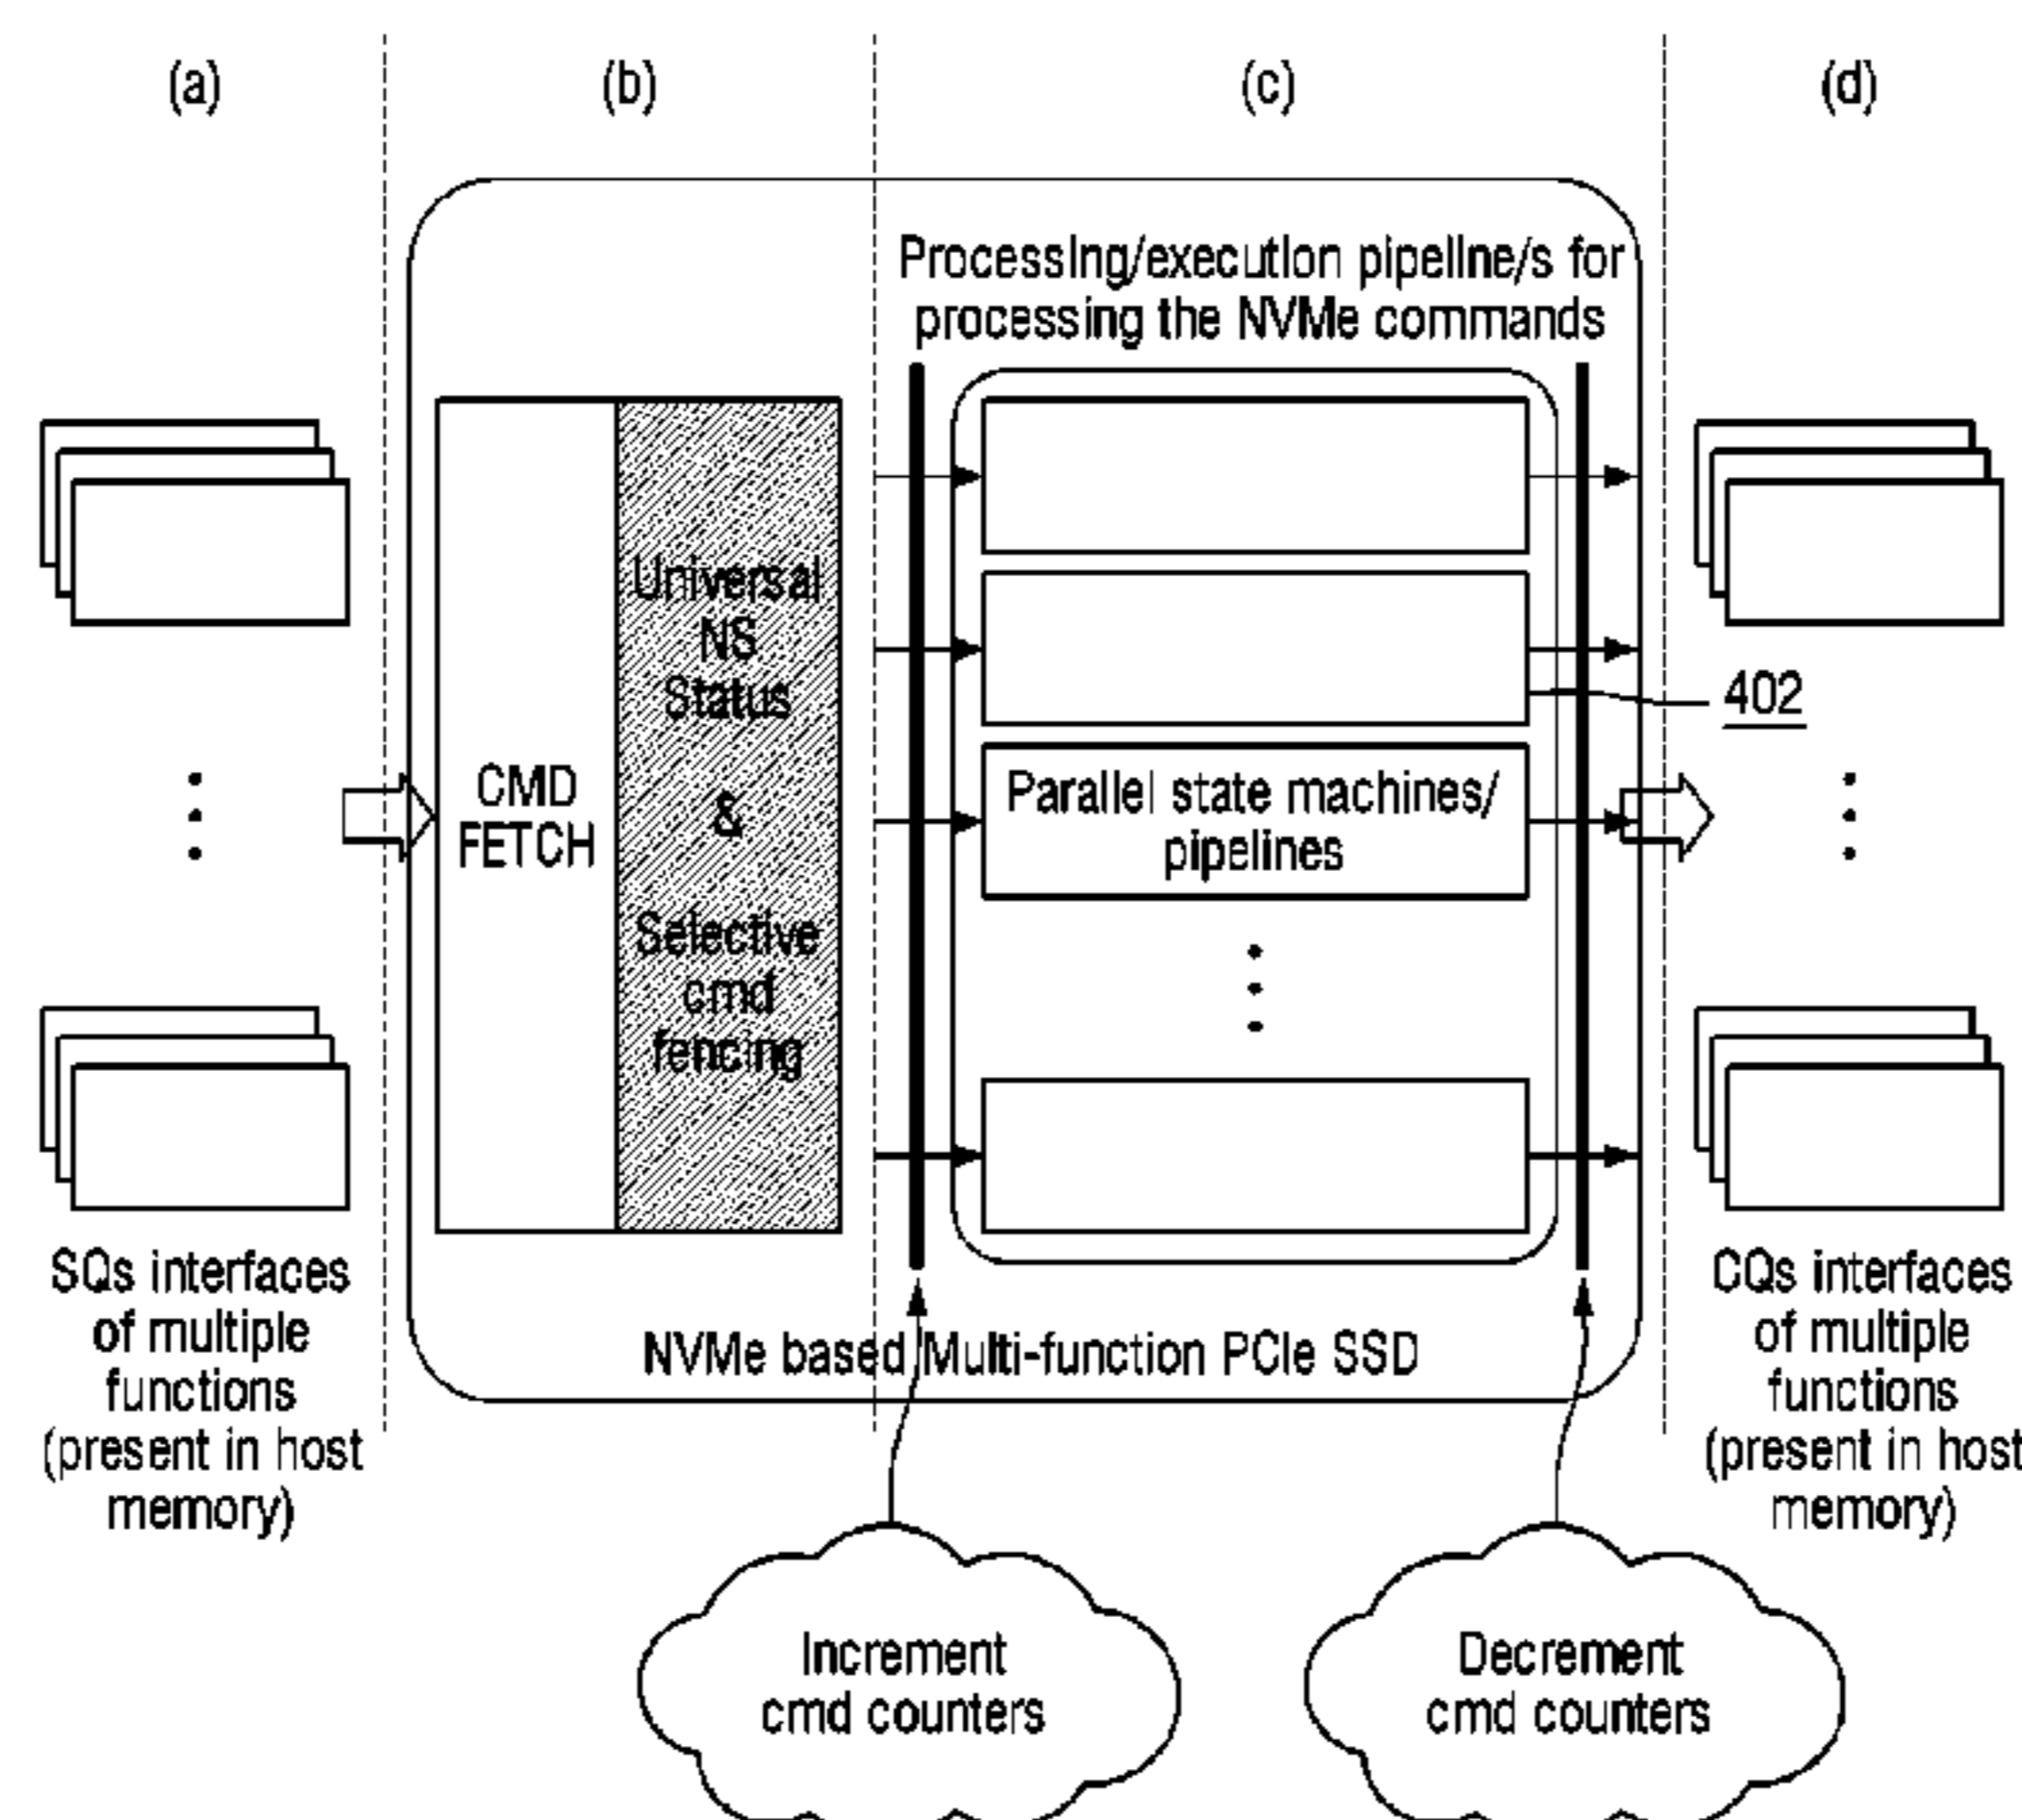 (a)
(b)
(c)
(d)
Processing/execution pipeline/s for
processing the NVMe commands
Universal
NS
Status
&
Selective
cmd
fencing
CMD
FETCH
Parallel state machines/
pipelines
402
SQs interfaces
of multiple
functions
(present in host
memory)
NVMe based Multi-function PCIe SSD
CQs interfaces
of multiple
functions
(present in host
memory)
Increment
cmd counters
Decrement
cmd counters